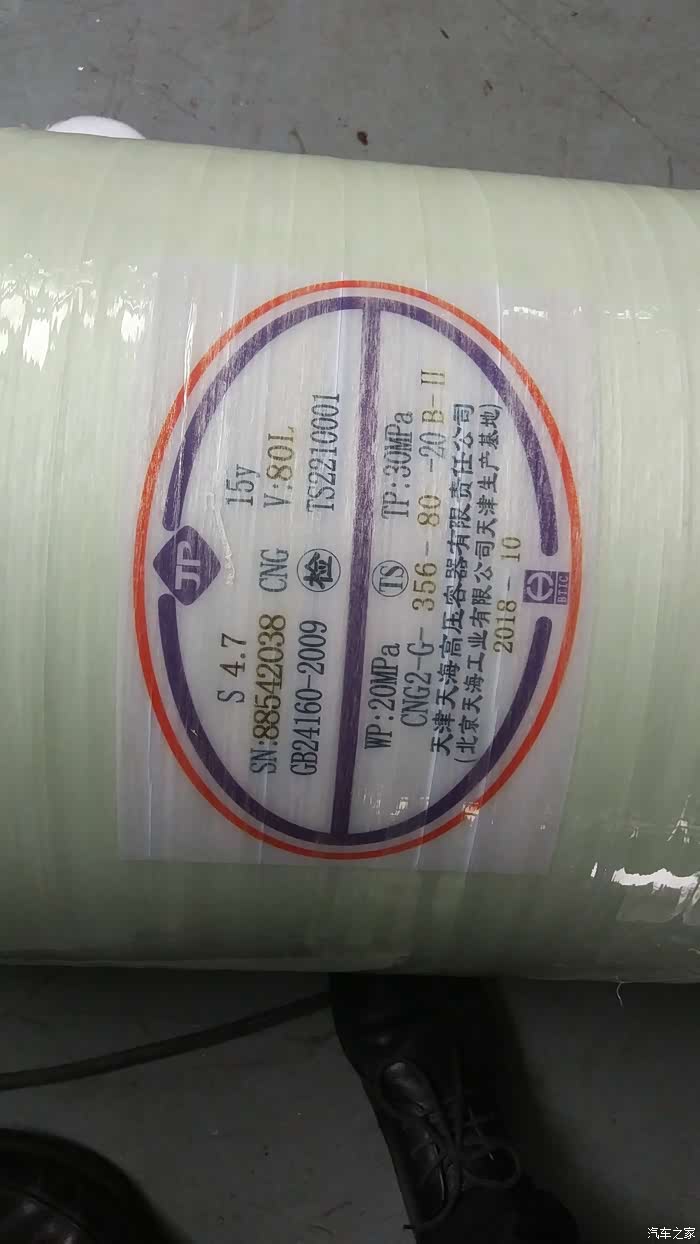 JP
S 4.7 15y
SN:88542038 CNG V:80L
GB24160-2009 检 TS2210001
WP:20MPa TS TP:30MPa
CNG2-G-356-80-20B-II
天津天海高压容器有限责任公司
(北京天海工业有限公司天津生产基地)
2018-10
BTIC
汽车之家